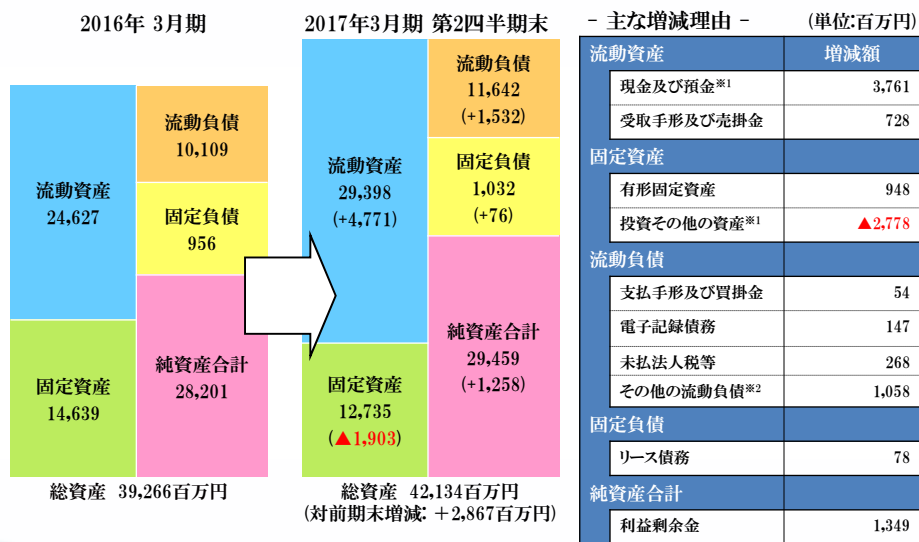 2016年 3月期
流動資産
24,627
固定資産
14,639
流動負債
10,109
固定負債
956
純資産合計
28,201
総資産 39,266百万円
2017年3月期 第2四半期末
流動資産
29,398
(+4,771)
固定資産
12,735
(▲1,903)
流動負債
11,642
(+1,532)
固定負債
1,032
(+76)
純資産合計
29,459
(+1,258)
総資産 42,134百万円
(対前期末増減: +2,867百万円)
- 主な増減理由 - (単位:百万円)
流動資産 増減額
現金及び預金※1 3,761
受取手形及び売掛金 728
固定資産
有形固定資産 948
投資その他の資産※1 ▲2,778
流動負債
支払手形及び買掛金 54
電子記録債務 147
未払法人税等 268
その他の流動負債※2 1,058
固定負債
リース債務 78
純資産合計
利益剰余金 1,349